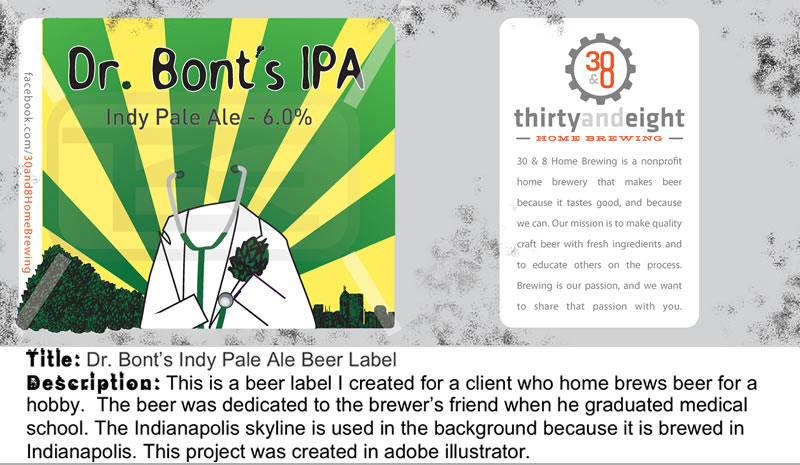 Dr. Bont's IPA
Indy Pale Ale - 6.0%
facebook.com/30and8HomeBrewing
30
&
8
thirtyandeight
HOME BREWING
30 & 8 Home Brewing is a nonprofit
home brewery that makes beer
because it tastes good, and because
we can. Our mission is to make quality
craft beer with fresh ingredients and
to educate others on the process.
Brewing is our passion, and we want
to share that passion with you.
Title: Dr. Bont's Indy Pale Ale Beer Label
Description: This is a beer label I created for a client who home brews beer for a
hobby. The beer was dedicated to the brewer's friend when he graduated medical
school. The Indianapolis skyline is used in the background because it is brewed in
Indianapolis. This project was created in adobe illustrator.